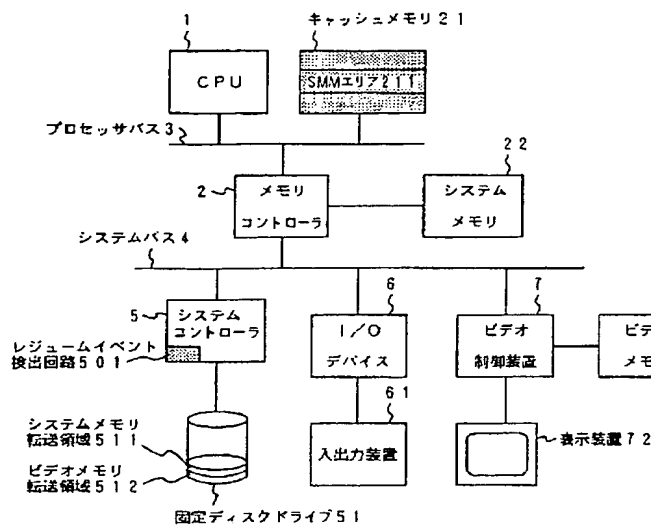 1
キャッシュメモリ21
CPU
SMMエリア211
プロセッサバス3
22
2
メモリ
コントローラ
システム
メモリ
システムバス4
5
システム
コントローラ
6
I/O
デバイス
7
ビデオ
制御装置
ビデ
メモ
レジュームイベント
検出回路501
61
システムメモリ
転送領域511
ビデオメモリ
転送領域512
入出力装置
表示装置72
固定ディスクドライブ51